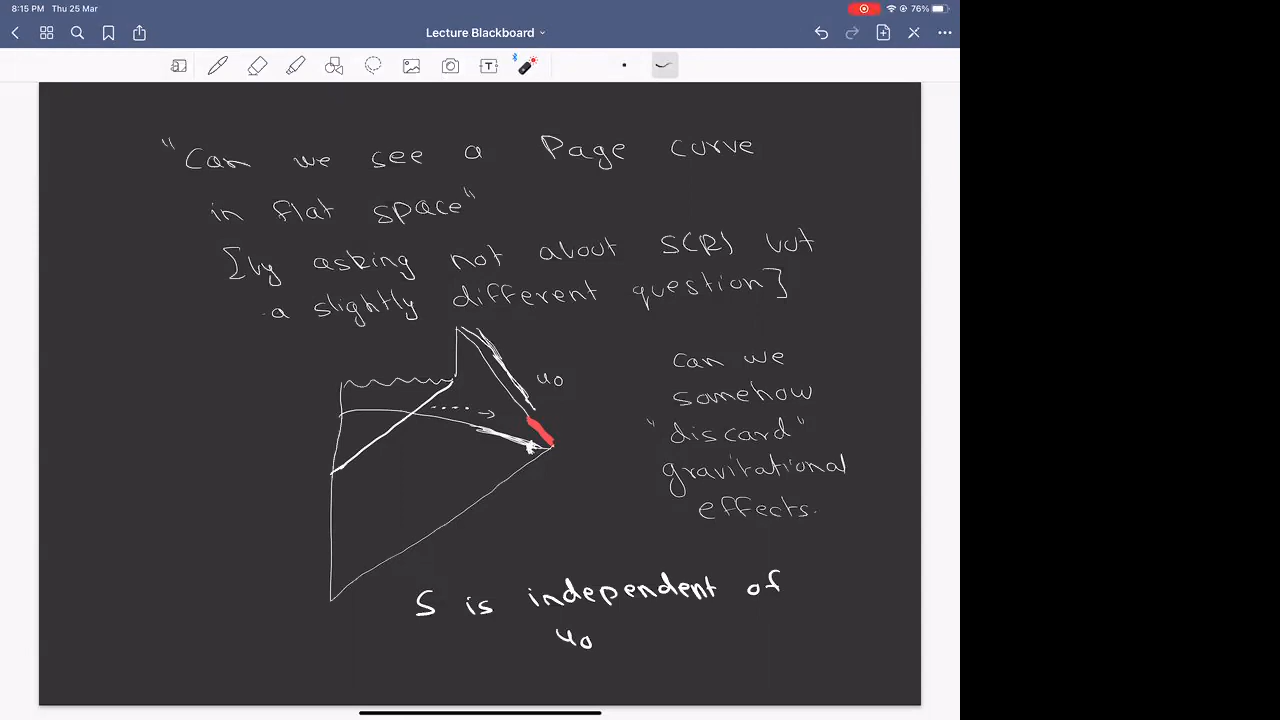 8:15 PM Thu 25 Mar
76%
Lecture Blackboard
"Can we see a Page curve
in flat space"
[by asking not about S(R) but
a slightly different question]
u0
can we
somehow
"discard"
gravitational
effects.
S is independent of
u0